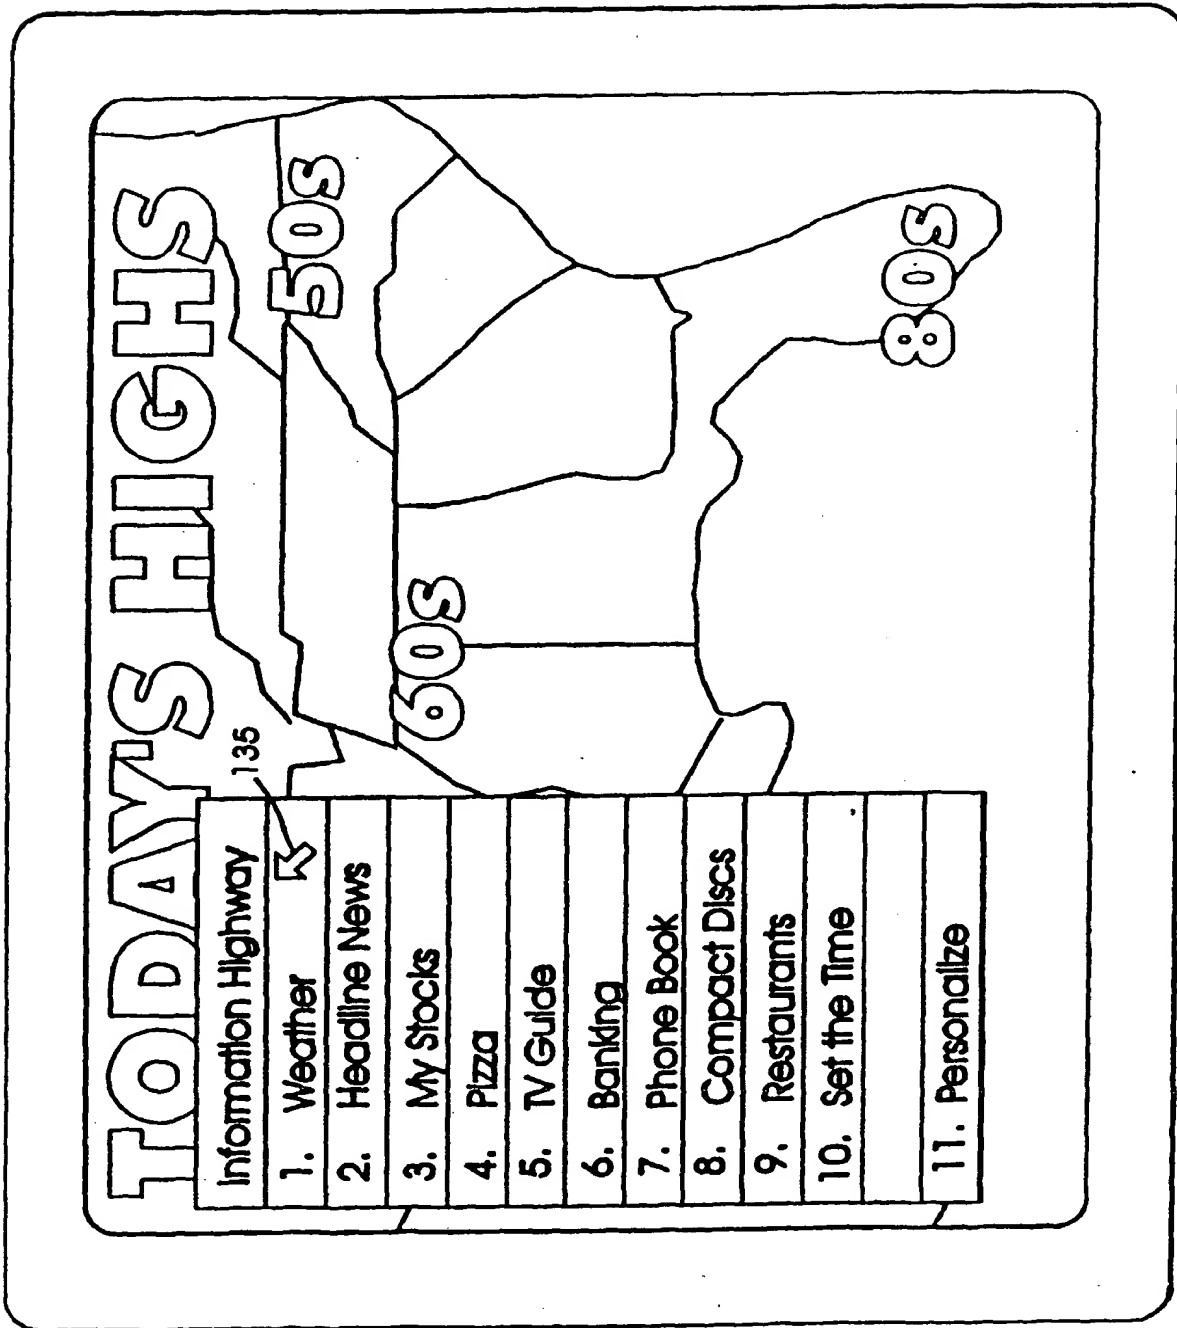 TODAY'S HIGHS
135
50s
60s
80s
Information Highway
1. Weather
2. Headline News
3. My Stocks
4. Pizza
5. TV Guide
6. Banking
7. Phone Book
8. Compact Discs
9. Restaurants
10. Set the Time
11. Personalize